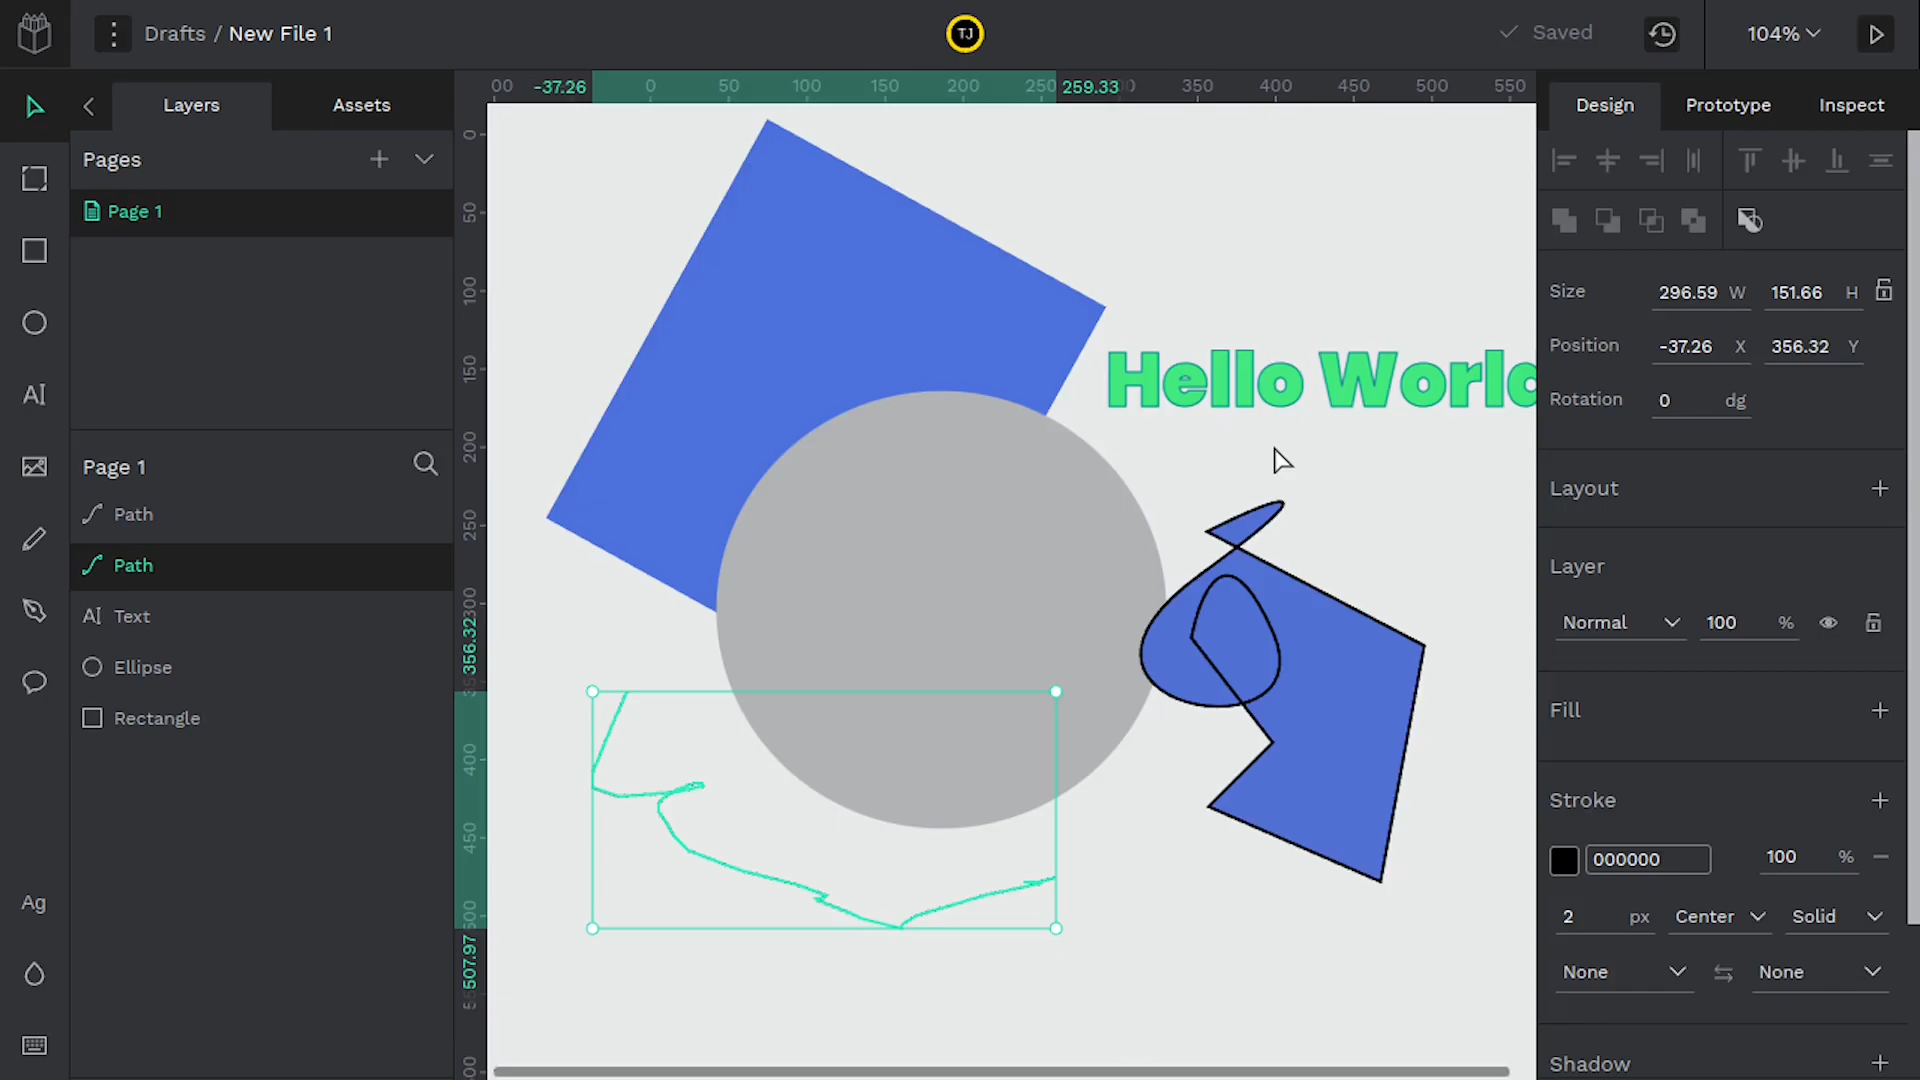 Drafts / New File 1
TJ
Saved
104%
Layers
Assets
Pages
Page 1
Page 1
Path
Path
AI Text
Ellipse
Rectangle
AI
Ag
00 -37.26 0 50 100 150 200 250 259.33 350 400 450 500 550
0
50
100
150
200
250
300
356.32
400
450
500
507.97
Hello World
Design
Prototype
Inspect
Size 296.59 W 151.66 H
Position -37.26 X 356.32 Y
Rotation 0 dg
Layout
Layer
Normal 100 %
Fill
Stroke
000000 100 %
2 px Center Solid
None None
Shadow